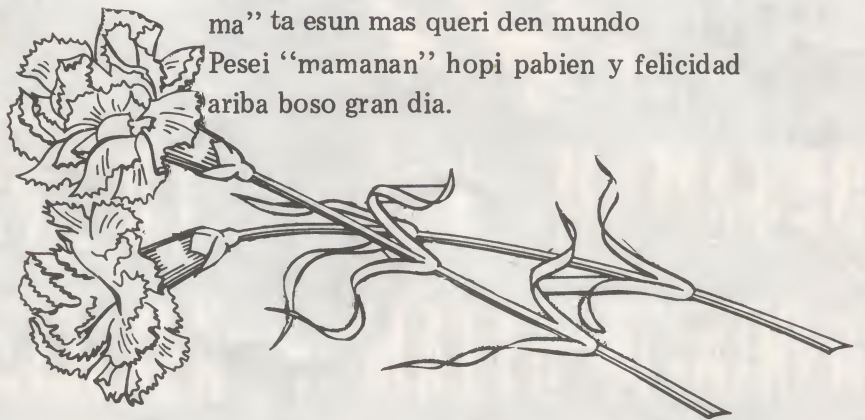 ma” ta esun mas queri den mundo
Pesei “mamanan” hopi pabien y felicidad
ariba boso gran dia.